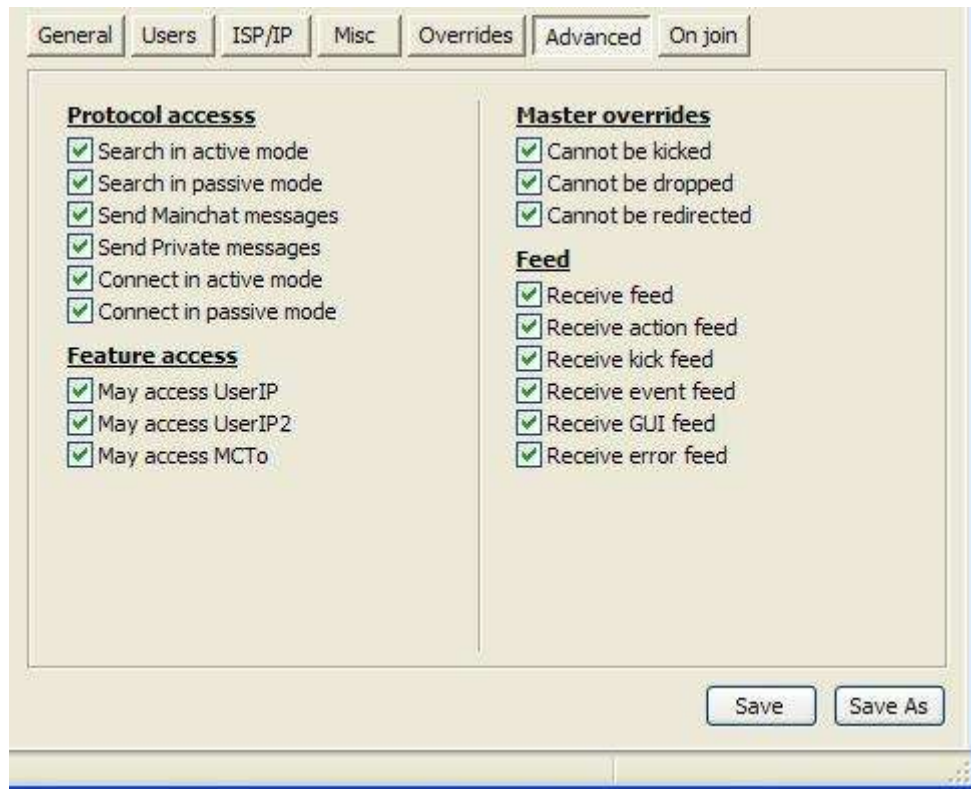 General Users ISP/IP Misc Overrides Advanced On join
Protocol accesss
Search in active mode
Search in passive mode
Send Mainchat messages
Send Private messages
Connect in active mode
Connect in passive mode
Feature access
May access UserIP
May access UserIP2
May access MCTo
Master overrides
Cannot be kicked
Cannot be dropped
Cannot be redirected
Feed
Receive feed
Receive action feed
Receive kick feed
Receive event feed
Receive GUI feed
Receive error feed
Save Save As